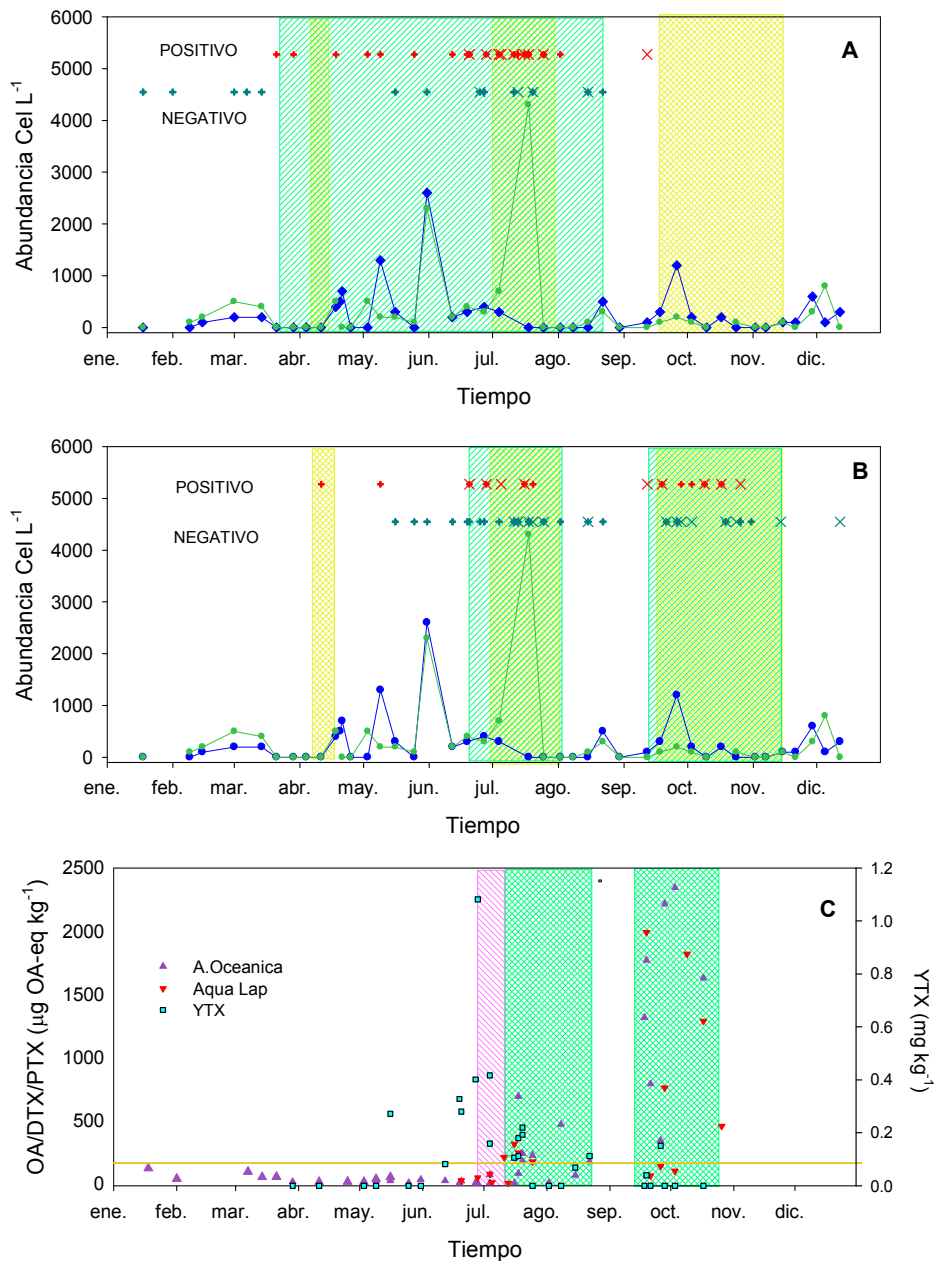 6000
5000
4000
3000
2000
1000
0
Abundancia Cel L⁻¹
POSITIVO
NEGATIVO
A
ene. feb. mar. abr. may. jun. jul. ago. sep. oct. nov. dic.
Tiempo
6000
5000
4000
3000
2000
1000
0
Abundancia Cel L⁻¹
POSITIVO
NEGATIVO
B
ene. feb. mar. abr. may. jun. jul. ago. sep. oct. nov. dic.
Tiempo
2500
2000
1500
1000
500
0
OA/DTX/PTX (μg OA-eq kg⁻¹)
A.Oceanica
Aqua Lap
YTX
C
1.2
1.0
0.8
0.6
0.4
0.2
0.0
YTX (mg kg⁻¹)
ene. feb. mar. abr. may. jun. jul. ago. sep. oct. nov. dic.
Tiempo